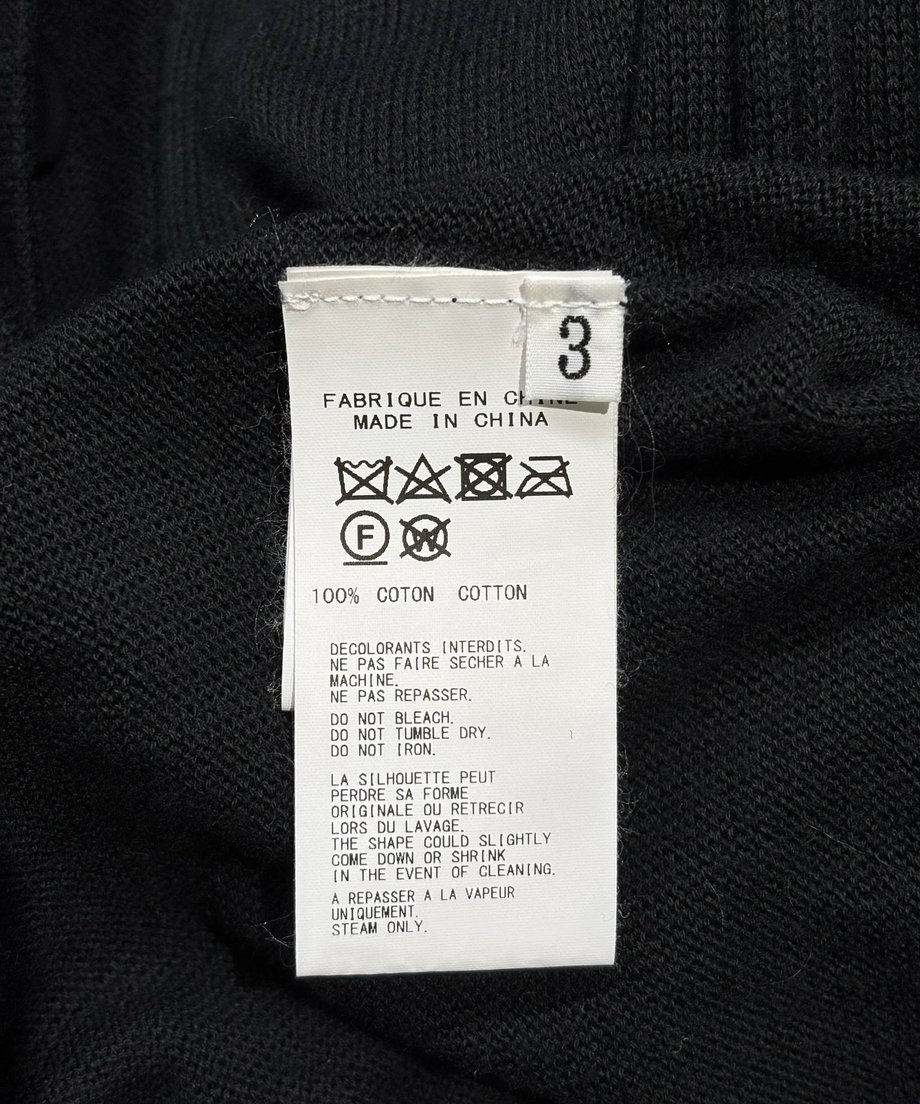 3
FABRIQUE EN CHINE
MADE IN CHINA
F W
100% COTON COTTON
DECOLORANTS INTERDITS.
NE PAS FAIRE SECHER A LA
MACHINE.
NE PAS REPASSER.
DO NOT BLEACH.
DO NOT TUMBLE DRY.
DO NOT IRON.
LA SILHOUETTE PEUT
PERDRE SA FORME
ORIGINALE OU RETRECIR
LORS DU LAVAGE.
THE SHAPE COULD SLIGHTLY
COME DOWN OR SHRINK
IN THE EVENT OF CLEANING.
A REPASSER A LA VAPEUR
UNIQUEMENT.
STEAM ONLY.